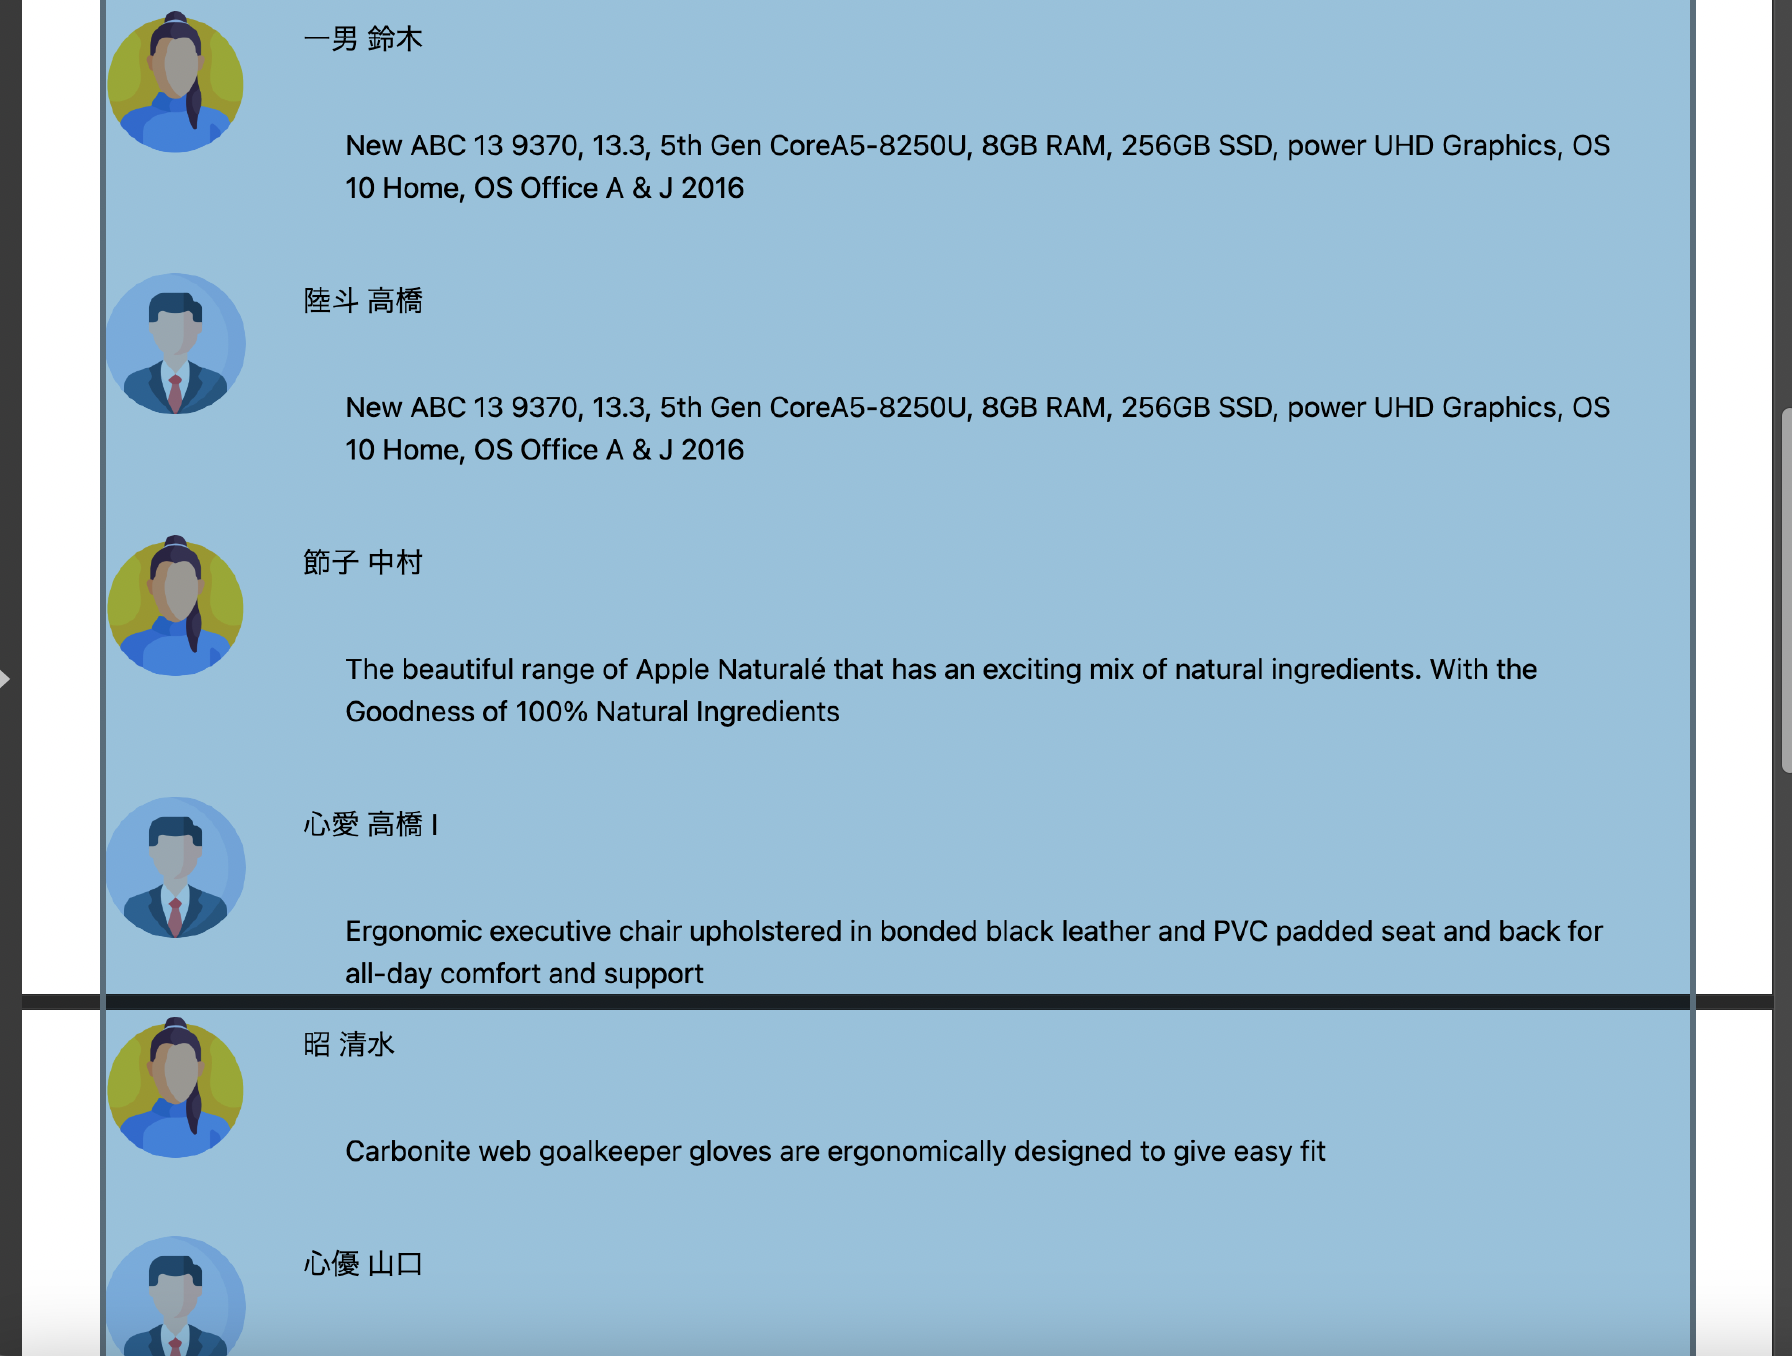 一男 鈴木
New ABC 13 9370, 13.3, 5th Gen CoreA5-8250U, 8GB RAM, 256GB SSD, power UHD Graphics, OS
10 Home, OS Office A & J 2016
陸斗 高橋
New ABC 13 9370, 13.3, 5th Gen CoreA5-8250U, 8GB RAM, 256GB SSD, power UHD Graphics, OS
10 Home, OS Office A & J 2016
節子 中村
The beautiful range of Apple Naturalé that has an exciting mix of natural ingredients. With the
Goodness of 100% Natural Ingredients
心愛 高橋 I
Ergonomic executive chair upholstered in bonded black leather and PVC padded seat and back for
all-day comfort and support
昭 清水
Carbonite web goalkeeper gloves are ergonomically designed to give easy fit
心優 山口